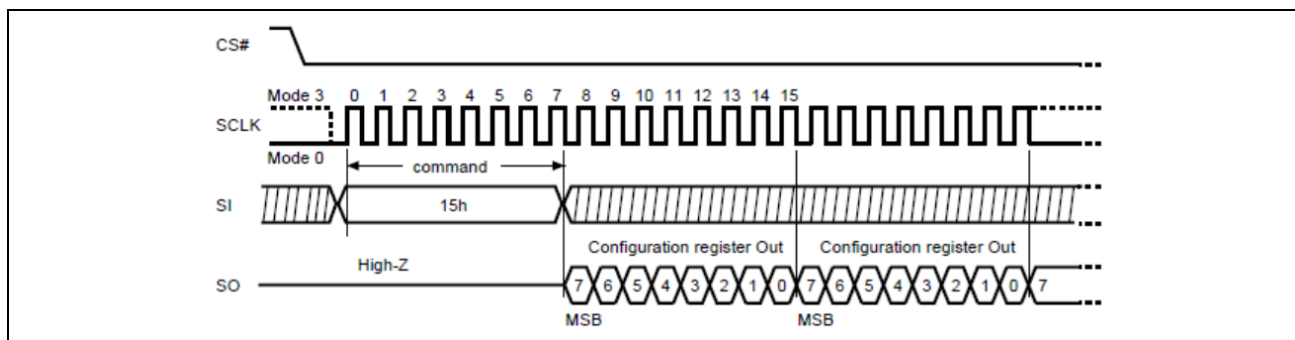 CS#
Mode 3 0 1 2 3 4 5 6 7 8 9 10 11 12 13 14 15
SCLK
Mode 0
command
SI 15h
Configuration register Out Configuration register Out
High-Z
SO 7 6 5 4 3 2 1 0 7 6 5 4 3 2 1 0 7
MSB MSB